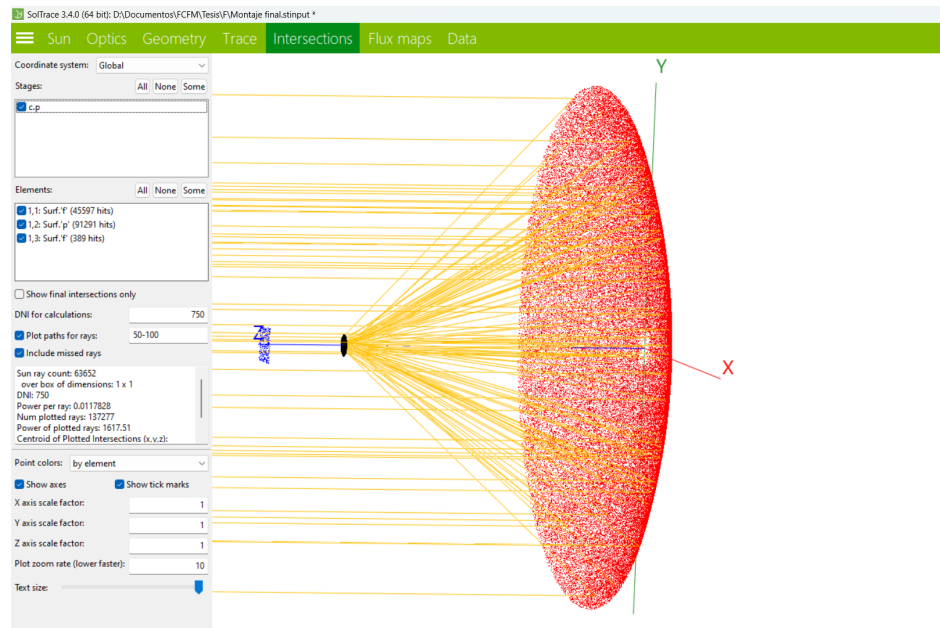 SolTrace 3.4.0 (64 bit): D:\Documentos\FCFM\Tesis\F\Montaje final.stinput *
Sun Optics Geometry Trace Intersections Flux maps Data
Coordinate system: Global
Stages: All None Some
c.p
Elements: All None Some
1,1: Surf.'f' (45597 hits)
1,2: Surf.'p' (91291 hits)
1,3: Surf.'f' (389 hits)
Show final intersections only
DNI for calculations: 750
Plot paths for rays: 50-100
Include missed rays
Sun ray count: 63652
over box of dimensions: 1 x 1
DNI: 750
Power per ray: 0.0117828
Num plotted rays: 137277
Power of plotted rays: 1617.51
Centroid of Plotted Intersections (x,y,z):
Point colors: by element
Show axes Show tick marks
X axis scale factor: 1
Y axis scale factor: 1
Z axis scale factor: 1
Plot zoom rate (lower faster): 10
Text size:
Y
Z
X